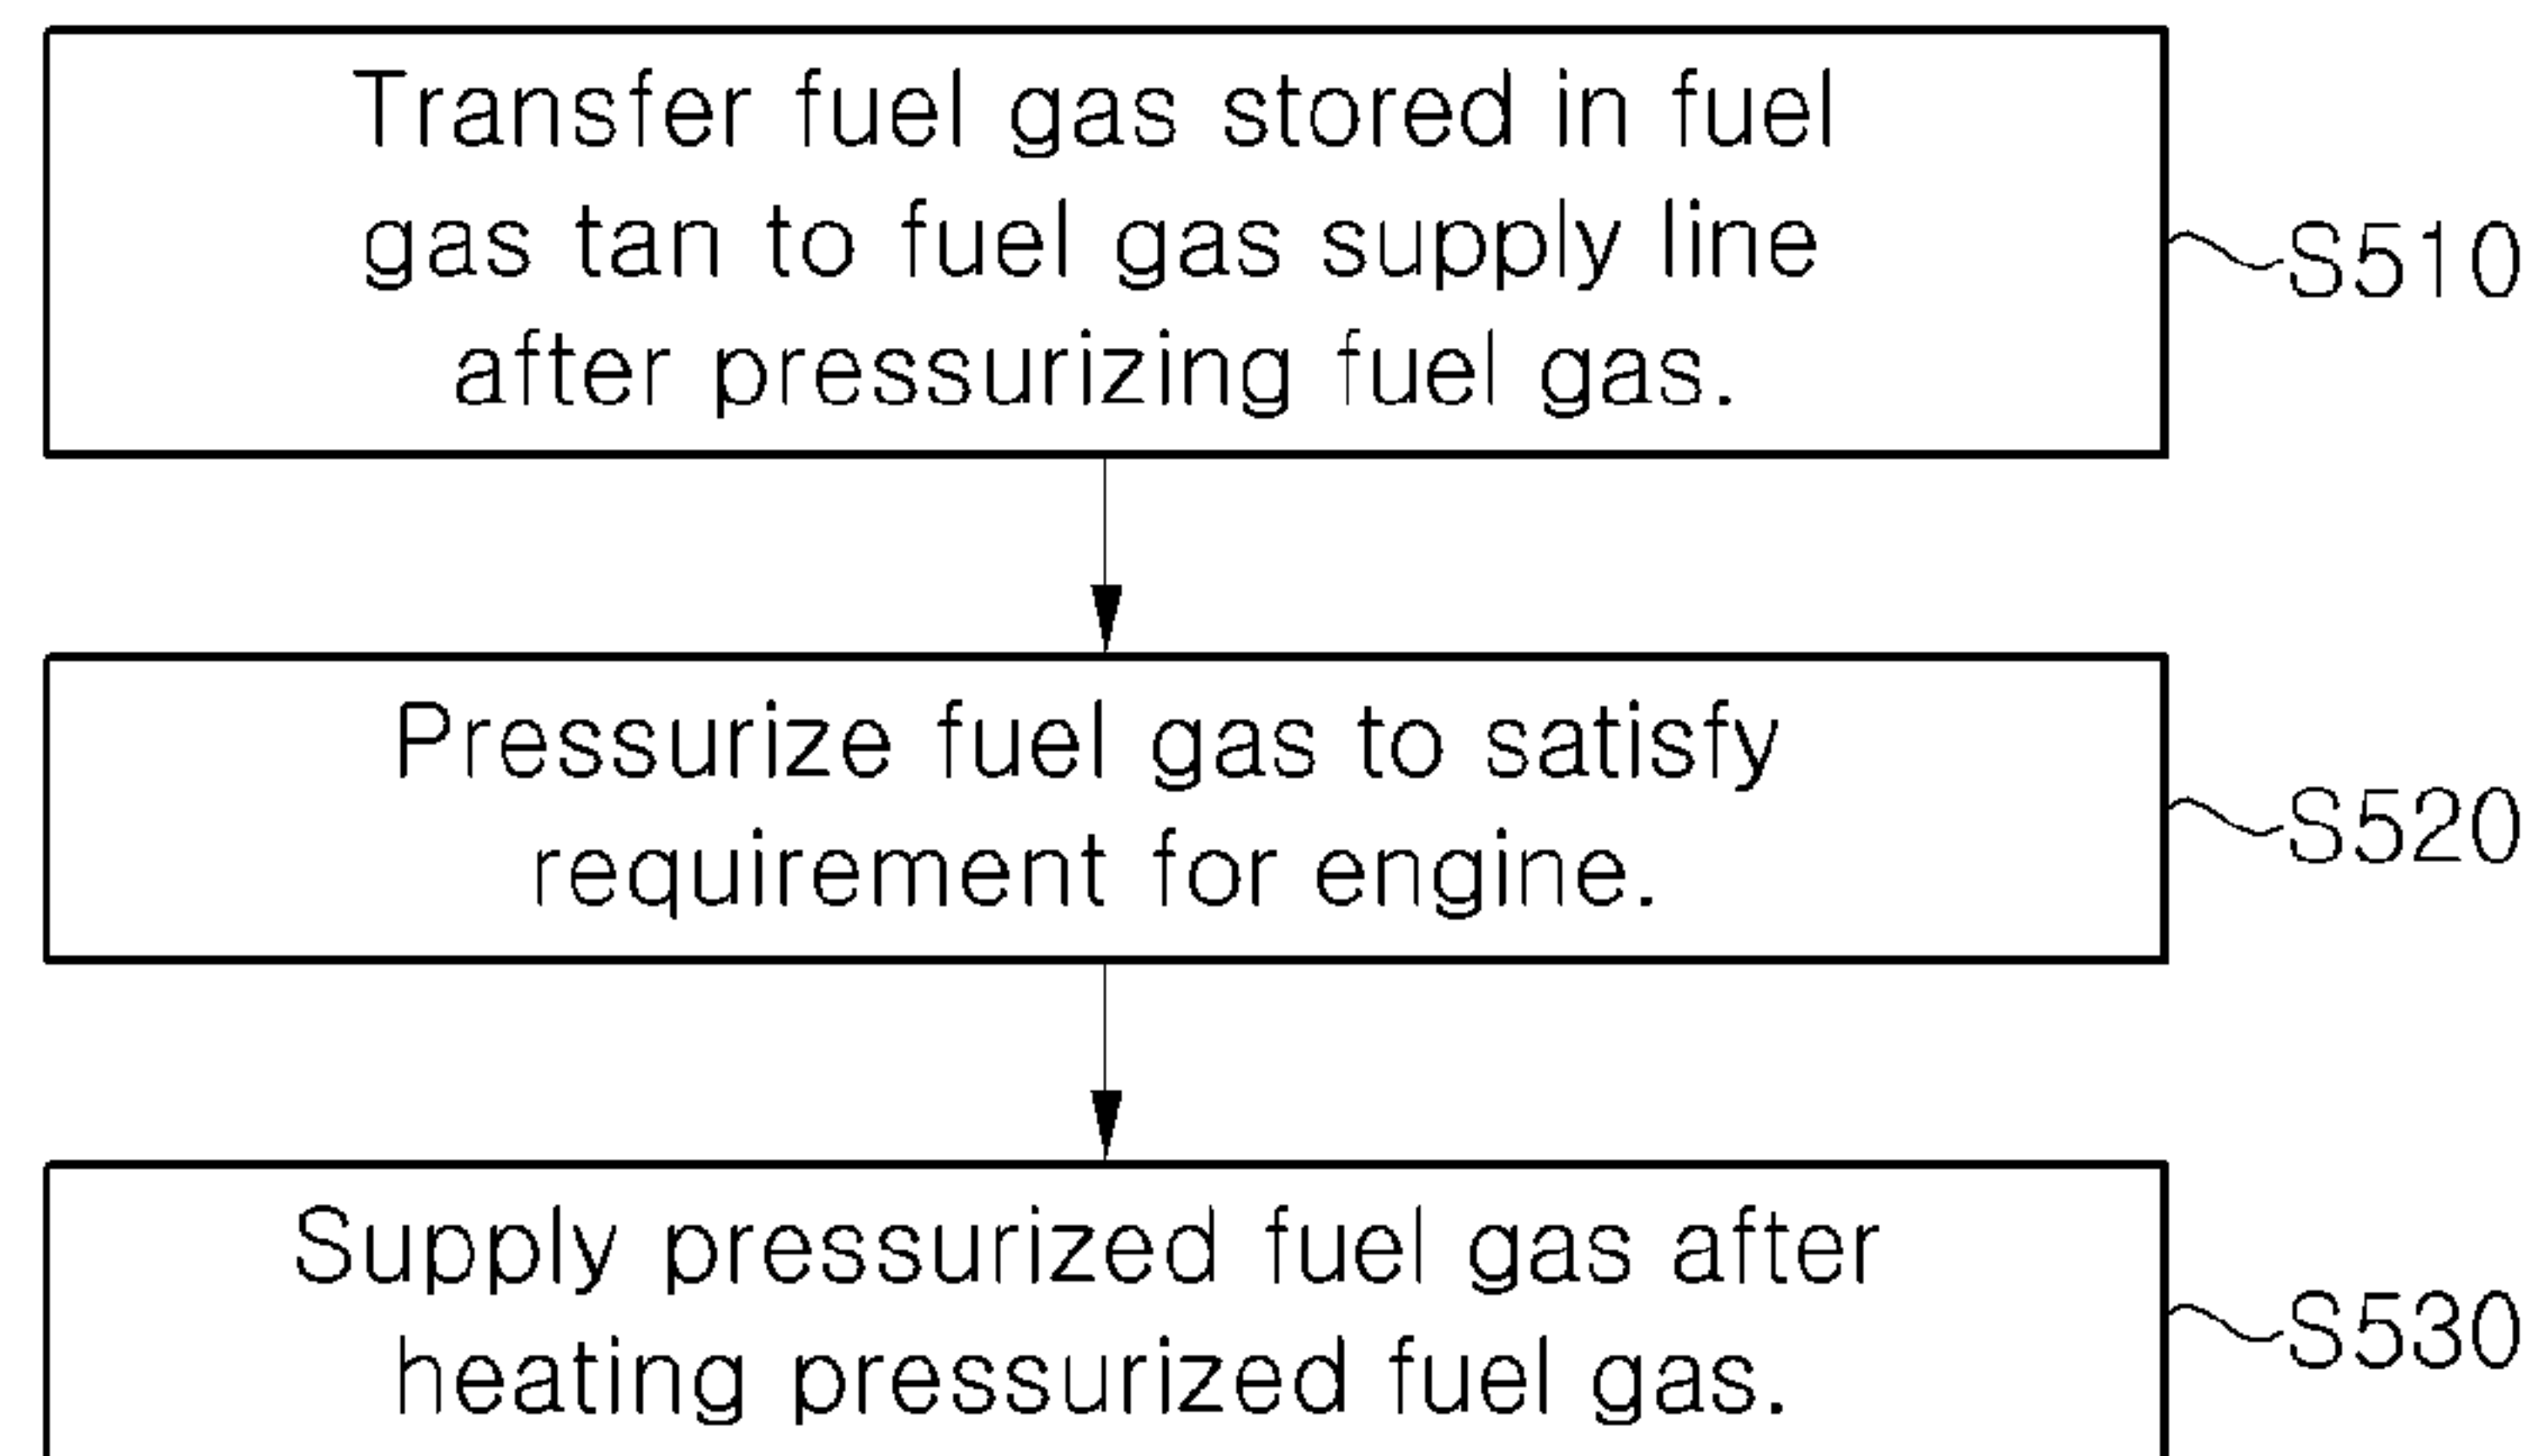 Transfer fuel gas stored in fuel
gas tan to fuel gas supply line
after pressurizing fuel gas.
S510
Pressurize fuel gas to satisfy
requirement for engine.
S520
Supply pressurized fuel gas after
heating pressurized fuel gas.
S530